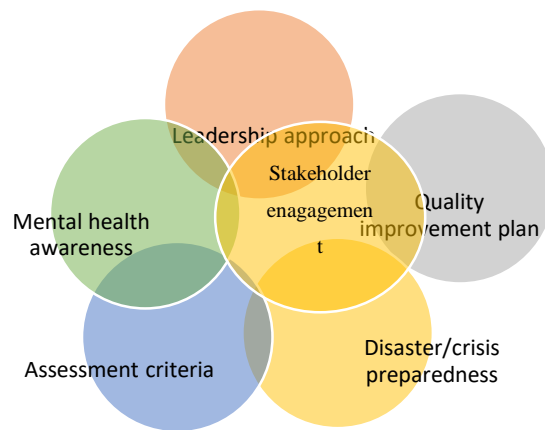 Leadership approach
Stakeholder
enagagemen
t
Quality
improvement plan
Mental health
awareness
Disaster/crisis
preparedness
Assessment criteria